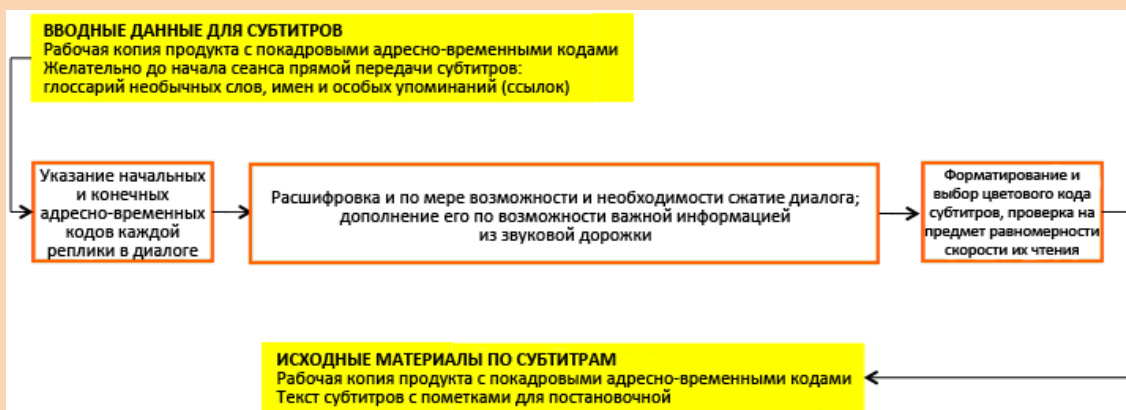 ВВОДНЫЕ ДАННЫЕ ДЛЯ СУБТИТРОВ
Рабочая копия продукта с покадровыми адресно-временными кодами
Желательно до начала сеанса прямой передачи субтитров:
глоссарий необычных слов, имен и особых упоминаний (ссылок)
Указание начальных
и конечных
адресно-временных
кодов каждой
реплики в диалоге
Расшифровка и по мере возможности и необходимости сжатие диалога;
дополнение его по возможности важной информацией
из звуковой дорожки
Форматирование и
выбор цветового кода
субтитров, проверка на
предмет равномерности
скорости их чтения
ИСХОДНЫЕ МАТЕРИАЛЫ ПО СУБТИТРАМ
Рабочая копия продукта с покадровыми адресно-временными кодами
Текст субтитров с пометками для постановочной